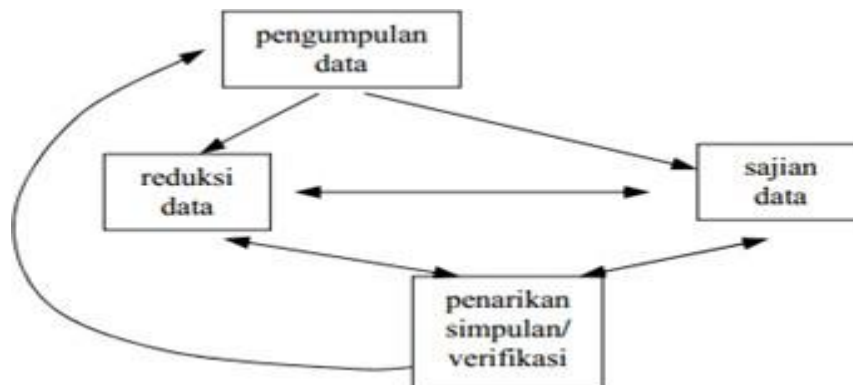 pengumpulan
data
reduksi
data
sajian
data
penarikan
simpulan/
verifikasi